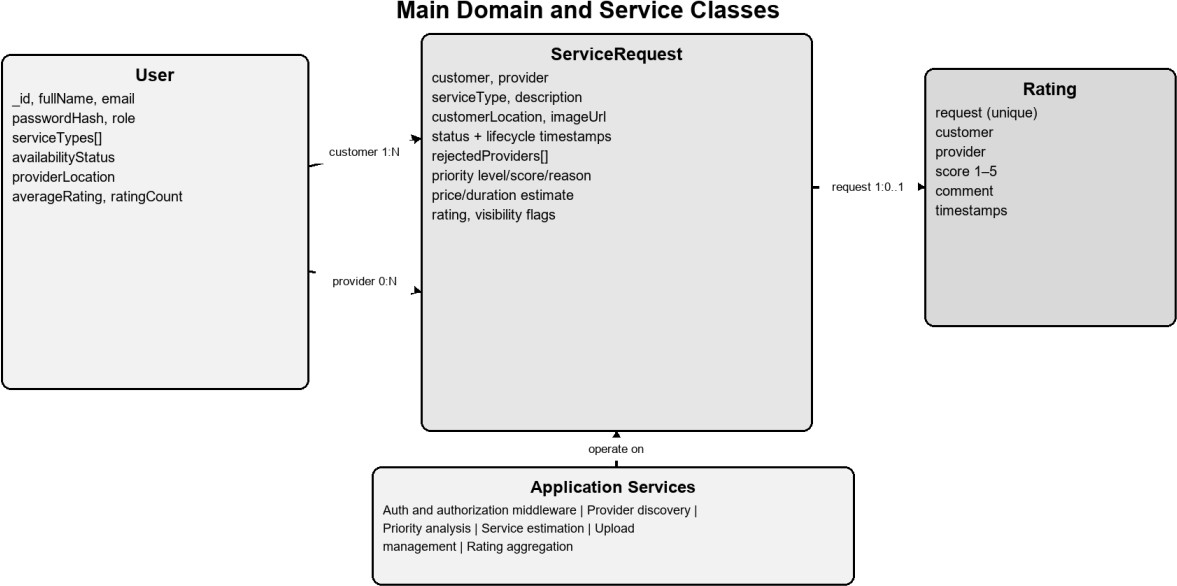 Main Domain and Service Classes
User
_id, fullName, email
passwordHash, role
serviceTypes[]
availabilityStatus
providerLocation
averageRating, ratingCount
customer 1:N
provider 0:N
ServiceRequest
customer, provider
serviceType, description
customerLocation, imageUrl
status + lifecycle timestamps
rejectedProviders[]
priority level/score/reason
price/duration estimate
rating, visibility flags
request 1:0..1
Rating
request (unique)
customer
provider
score 1–5
comment
timestamps
operate on
Application Services
Auth and authorization middleware | Provider discovery |
Priority analysis | Service estimation | Upload
management | Rating aggregation